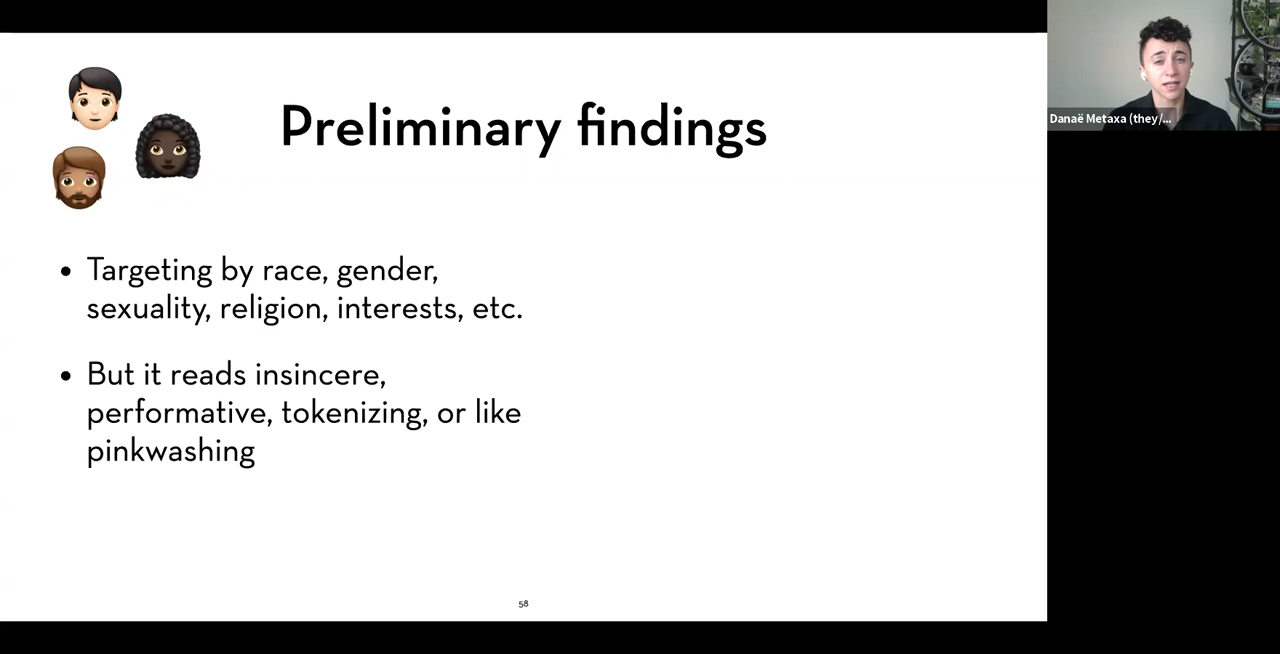 Preliminary findings
Danaë Metaxa (they/...
• Targeting by race, gender,
sexuality, religion, interests, etc.
• But it reads insincere,
performative, tokenizing, or like
pinkwashing
58